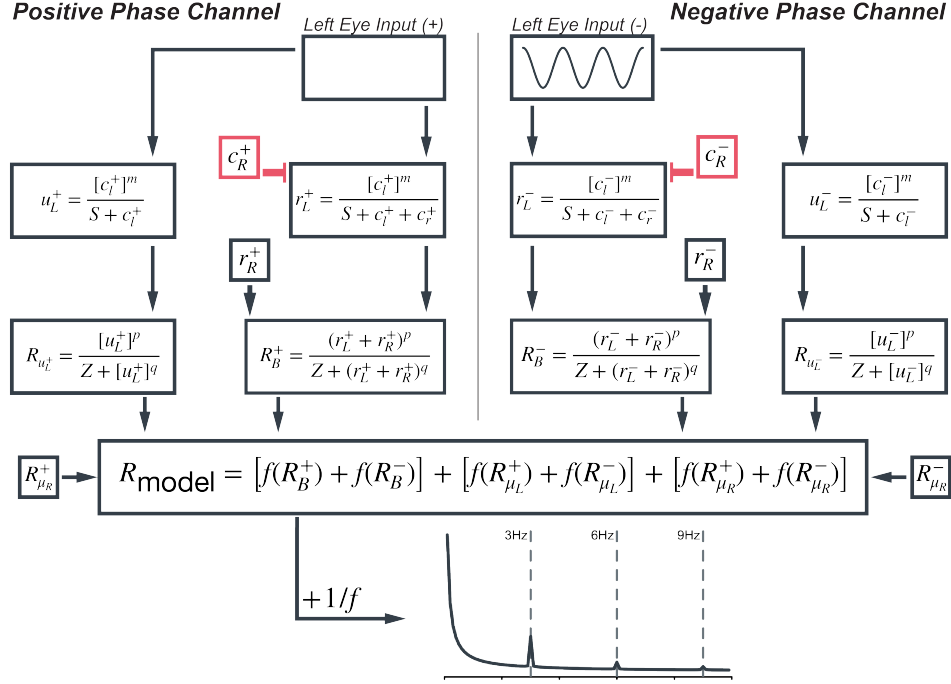 Positive Phase Channel
Negative Phase Channel
Left Eye Input (+)
Left Eye Input (-)
c_R^+
c_R^-
u_L^+ = [c_l^+]^m / (S + c_l^+)
r_L^+ = [c_l^+]^m / (S + c_l^+ + c_r^+)
r_L^- = [c_l^-]^m / (S + c_l^- + c_r^-)
u_L^- = [c_l^-]^m / (S + c_l^-)
r_R^+
r_R^-
R_{u_L^+} = [u_L^+]^p / (Z + [u_L^+]^q)
R_B^+ = (r_L^+ + r_R^+)^p / (Z + (r_L^+ + r_R^+)^q)
R_B^- = (r_L^- + r_R^-)^p / (Z + (r_L^- + r_R^-)^q)
R_{u_L^-} = [u_L^-]^p / (Z + [u_L^-]^q)
R_{μ_R}^+
R_model = [f(R_B^+) + f(R_B^-)] + [f(R_{μ_L}^+) + f(R_{μ_L}^-)] + [f(R_{μ_R}^+) + f(R_{μ_R}^-)]
R_{μ_R}^-
3Hz
6Hz
9Hz
+1/f